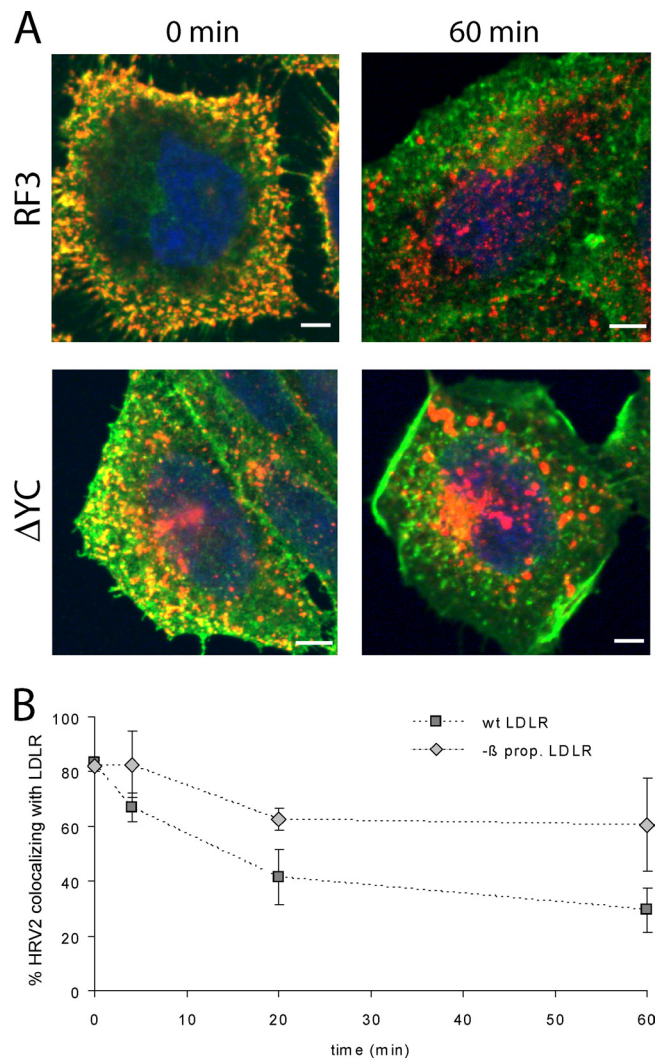 A
0 min 60 min
RF3
ΔYC
B
% HRV2 colocalizing with LDLR
100
80
60
40
20
0
wt LDLR
-ß prop. LDLR
0 10 20 30 40 50 60
time (min)